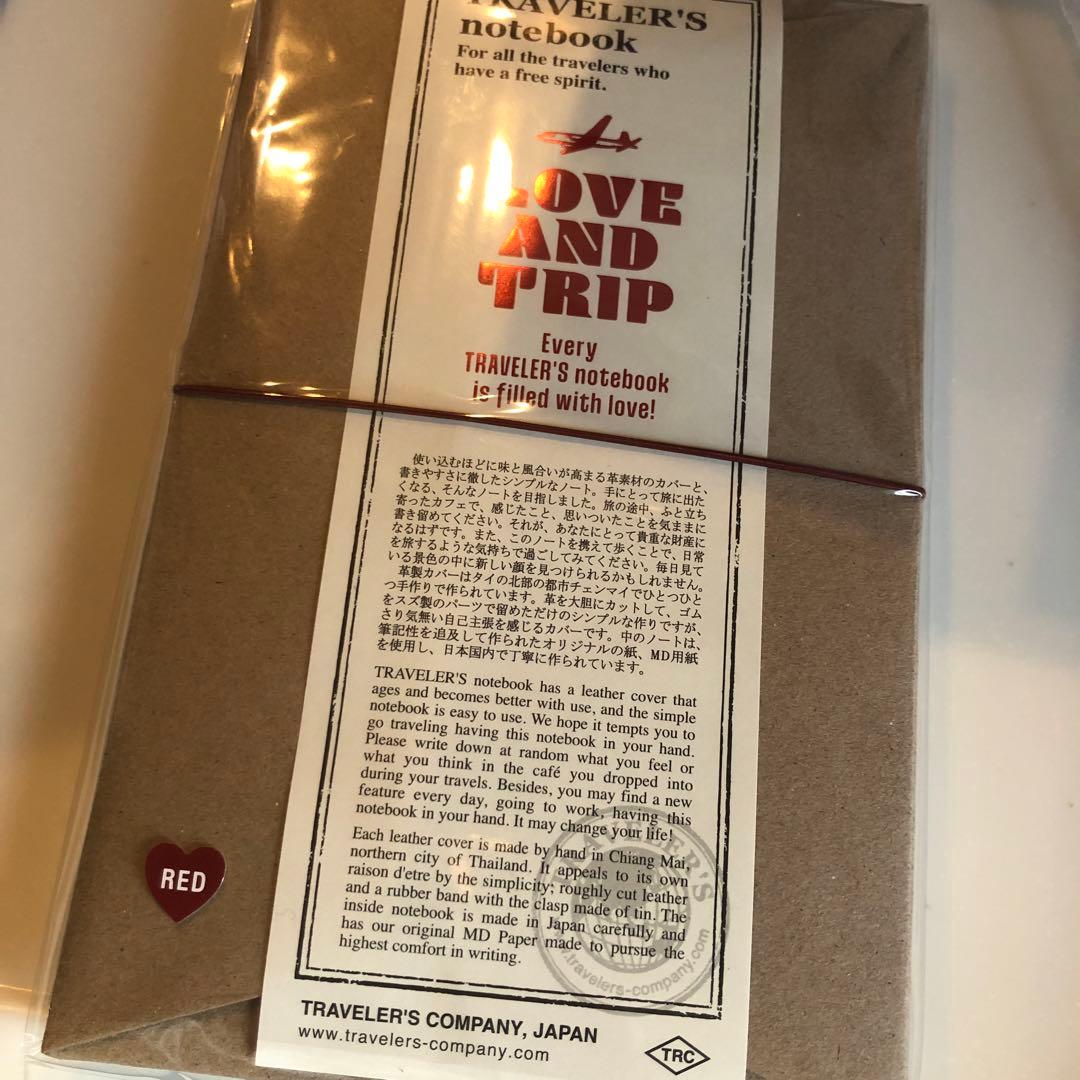 TRAVELER'S
notebook
For all the travelers who
have a free spirit.
LOVE
AND
TRIP
Every
TRAVELER'S notebook
is filled with love!
使い込むほどに味と風合いが高まる革素材のカバーと、
書きやすさに徹したシンプルなノート。手にとって旅に出た
くなる、そんなノートを目指しました。旅の途中、ふと立ち
寄ったカフェで、感じたこと、思いついたことを気ままに
書き留めてください。それが、あなたにとって貴重な財産に
なるはずです。また、このノートを携えて歩くことで、日常
を旅するような気持ちで過ごしてみてください。毎日見て
いる景色の中に新しい顔を見つけられるかもしれません。
革製カバーはタイの北部の都市チェンマイでひとつひと
つ手作りで作られています。革を大胆にカットして、ゴム
をスズ製のパーツで留めただけのシンプルな作りですが、
さり気無い自己主張を感じるカバーです。中のノートは、
筆記性を追及して作られたオリジナルの紙、MD用紙
を使用し、日本国内で丁寧に作られています。
TRAVELER'S notebook has a leather cover that
ages and becomes better with use, and the simple
notebook is easy to use. We hope it tempts you to
go traveling having this notebook in your hand.
Please write down at random what you feel or
what you think in the café you dropped into
during your travels. Besides, you may find a new
feature every day, going to work, having this
notebook in your hand. It may change your life!
Each leather cover is made by hand in Chiang Mai,
northern city of Thailand. It appeals to its own
raison d'etre by the simplicity; roughly cut leather
and a rubber band with the clasp made of tin. The
inside notebook is made in Japan carefully and
has our original MD Paper made to pursue the
highest comfort in writing.
TRAVELER'S
www.travelers-company.com
RED
TRAVELER'S COMPANY, JAPAN
www.travelers-company.com
TRC